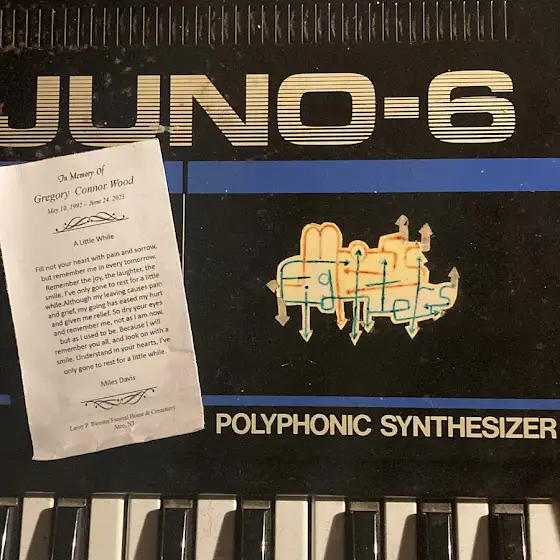 JUNO-6
In Memory Of
Gregory Connor Wood
May 10, 1992 – June 24, 2025
A Little While
Fill not your heart with pain and sorrow,
but remember me in every tomorrow.
Remember the joy, the laughter, the
smile. I've only gone to rest for a little
while. Although my leaving causes pain
and grief, my going has eased my hurt
and given me relief. So dry your eyes
and remember me, not as I am now,
but as I used to be. Because I will
remember you all, and look on with a
smile. Understand in your hearts, I've
only gone to rest for a little while.
Miles Davis
Leroy P. Wooster Funeral Home & Crematory
Atco, NJ
POLYPHONIC SYNTHESIZER